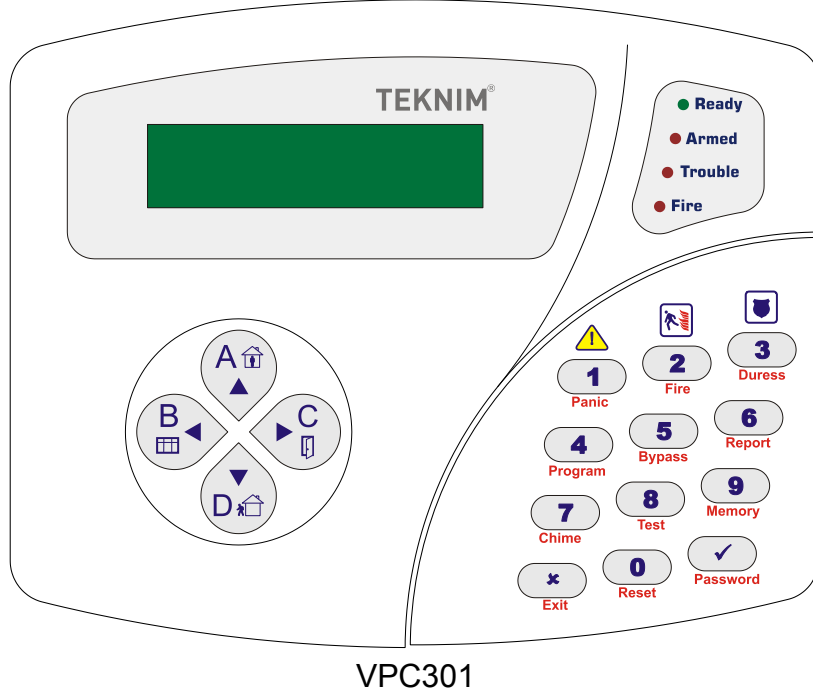 TEKNIM®
Ready
Armed
Trouble
Fire
A
B
C
D
1
Panic
2
Fire
3
Duress
4
Program
5
Bypass
6
Report
7
Chime
8
Test
9
Memory
×
Exit
0
Reset
✓
Password
VPC301